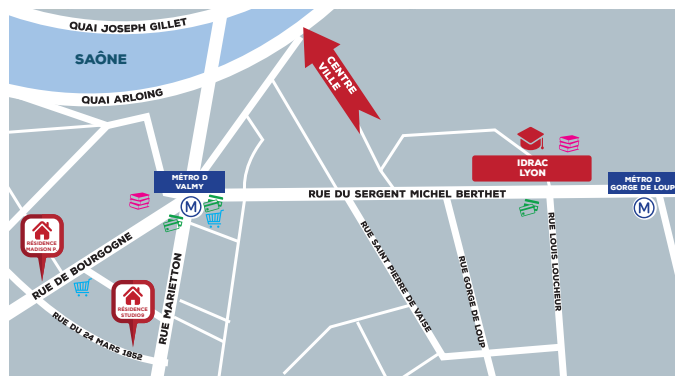 QUAI JOSEPH GILLET
SAÔNE
QUAI ARLOING
CENTRE
VILLE
IDRAC
LYON
MÉTRO D
VALMY
M
MÉTRO D
GORGE DE LOUP
M
RUE DU SERGENT MICHEL BERTHET
RÉSIDENCE
MADISON P.
RUE DE BOURGOGNE
RÉSIDENCE
STUDIO9
RUE DU 24 MARS 1852
RUE MARIETTON
RUE SAINT PIERRE DE VAISE
RUE GORGE DE LOUP
RUE LOUIS LOUCHEUR